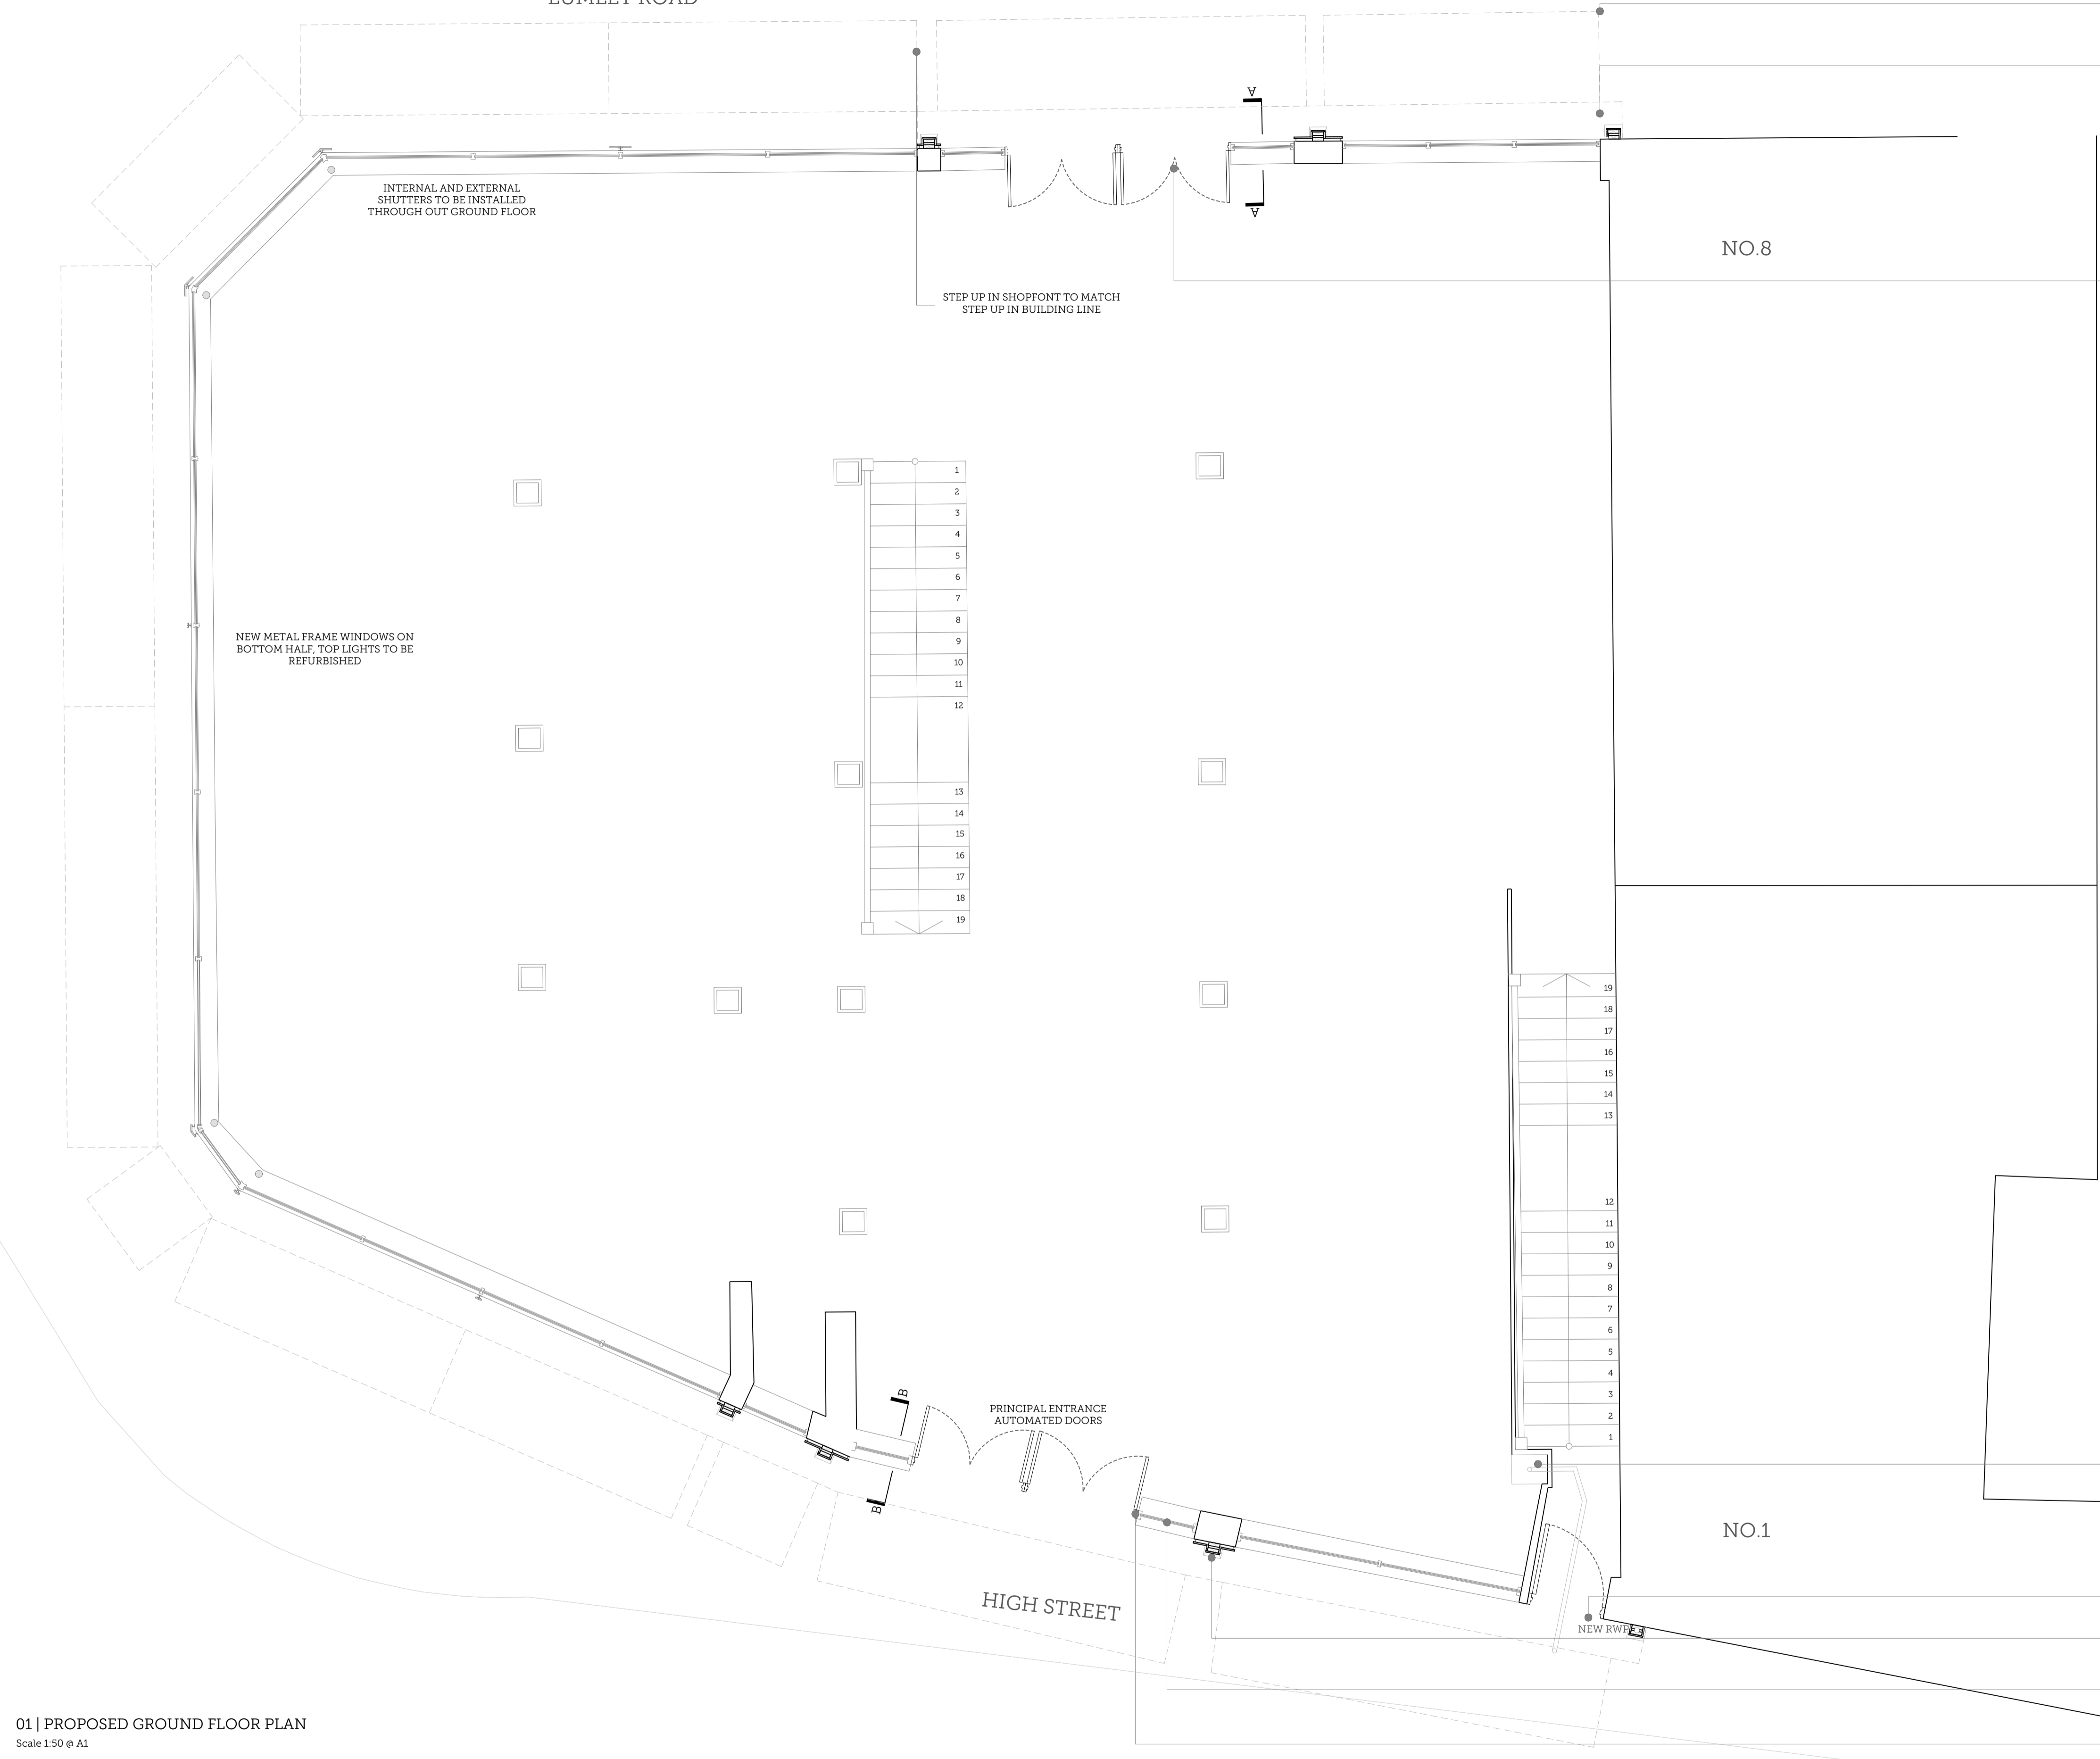 LUMLEY ROAD
A
A
INTERNAL AND EXTERNAL
SHUTTERS TO BE INSTALLED
THROUGH OUT GROUND FLOOR
NO.8
STEP UP IN SHOPFONT TO MATCH
STEP UP IN BUILDING LINE
1
2
3
4
5
6
7
8
9
10
11
12
13
14
15
16
17
18
19
NEW METAL FRAME WINDOWS ON
BOTTOM HALF, TOP LIGHTS TO BE
REFURBISHED
19
18
17
16
15
14
13
12
11
10
9
8
7
6
5
4
3
2
1
B
B
PRINCIPAL ENTRANCE
AUTOMATED DOORS
NO.1
HIGH STREET
NEW RWP
01 | PROPOSED GROUND FLOOR PLAN
Scale 1:50 @ A1